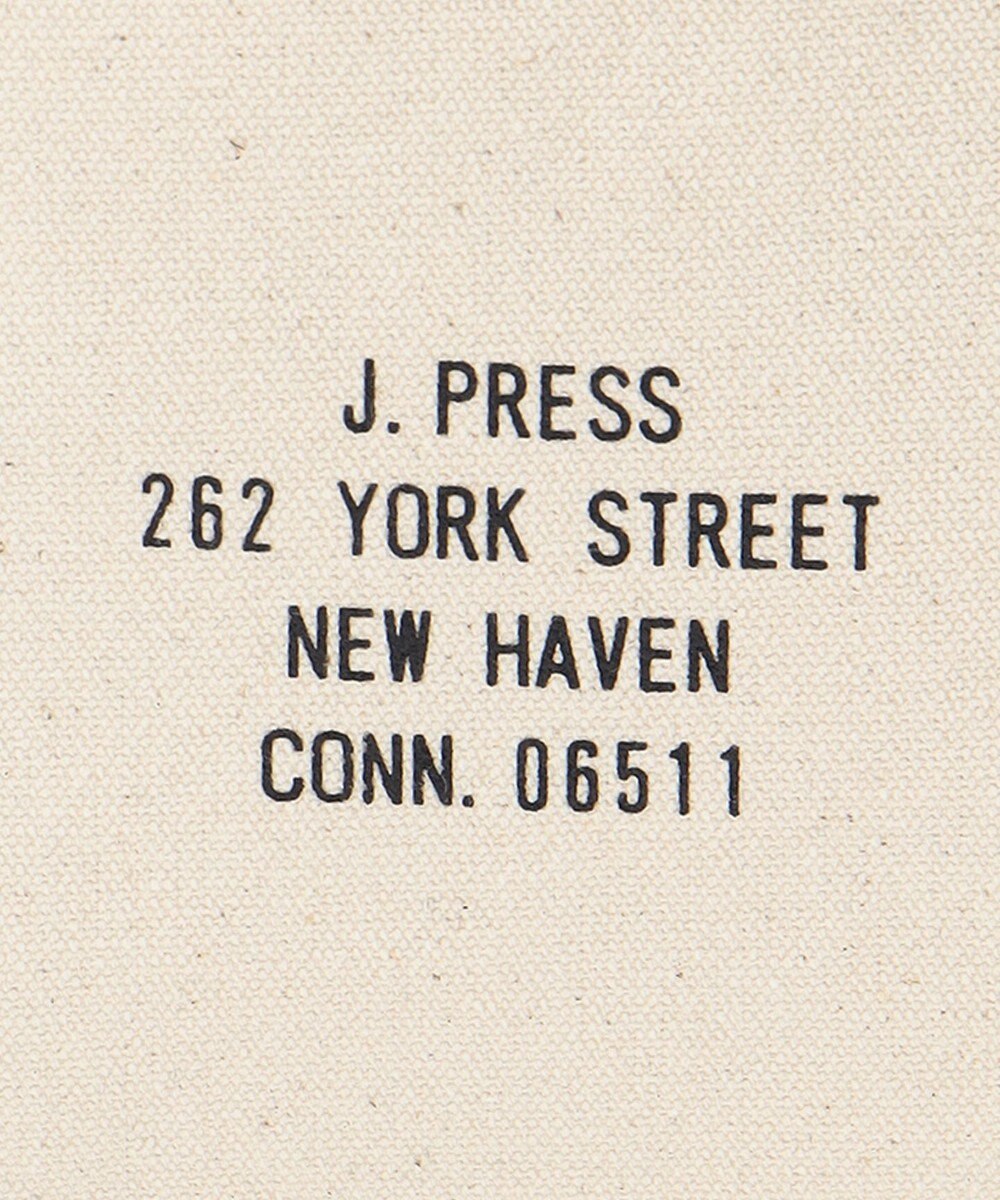 J. PRESS
262 YORK STREET
NEW HAVEN
CONN. 06511